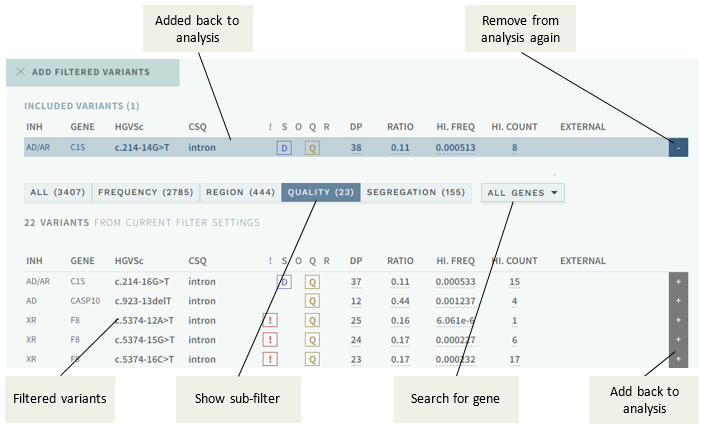 Added back to
analysis
Remove from
analysis again
ADD FILTERED VARIANTS
INCLUDED VARIANTS (1)
INH GENE HGVSc CSQ ! S O Q R DP RATIO HI. FREQ HI. COUNT EXTERNAL
AD/AR C1S c.214-14G>T intron D Q 38 0.11 0.000513 8 -
ALL (3407) FREQUENCY (2785) REGION (444) QUALITY (23) SEGREGATION (155) ALL GENES
22 VARIANTS FROM CURRENT FILTER SETTINGS
INH GENE HGVSc CSQ ! S O Q R DP RATIO HI. FREQ HI. COUNT EXTERNAL
AD/AR C1S c.214-16G>T intron D Q 37 0.11 0.000533 15 +
AD CASP10 c.923-13delT intron Q 12 0.44 0.001237 4 +
XR F8 c.5374-12A>T intron ! Q 25 0.16 6.061e-6 1 +
XR F8 c.5374-15G>T intron ! Q 24 0.17 0.000227 6 +
XR F8 c.5374-16C>T intron ! Q 23 0.17 0.000232 17 +
Filtered variants
Show sub-filter
Search for gene
Add back to
analysis